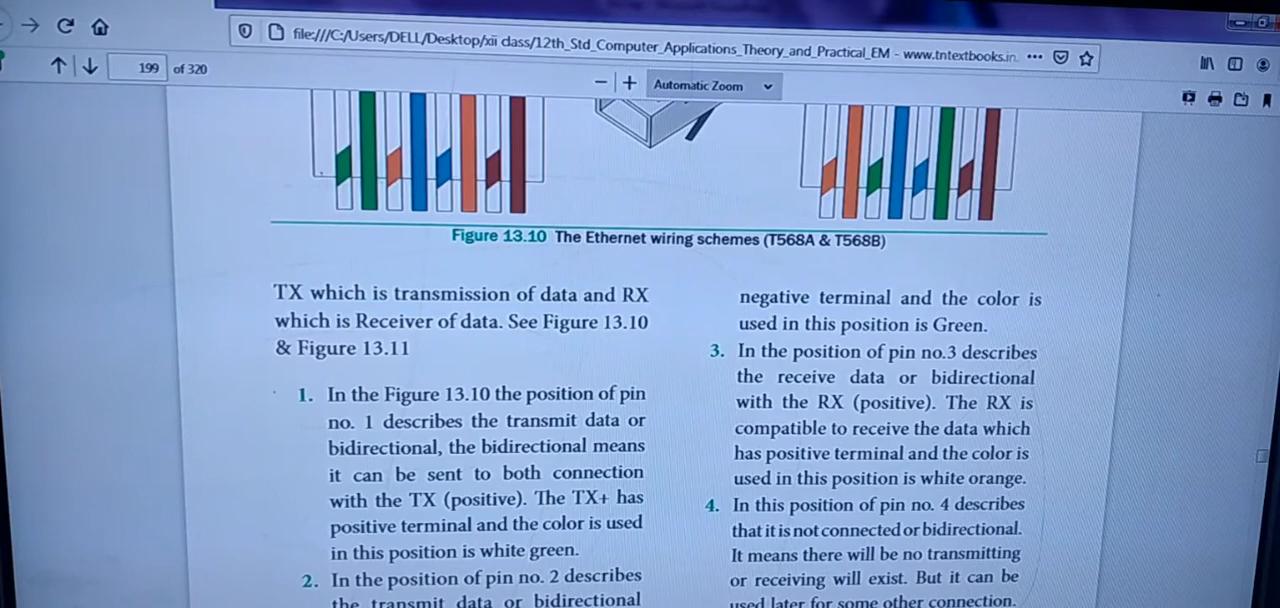 file:///C:/Users/DELL/Desktop/xii class/12th_Std_Computer_Applications_Theory_and_Practical_EM - www.tntextbooks.in.
199 of 320
Automatic Zoom
Figure 13.10 The Ethernet wiring schemes (T568A & T568B)
TX which is transmission of data and RX
which is Receiver of data. See Figure 13.10
& Figure 13.11
1. In the Figure 13.10 the position of pin
no. 1 describes the transmit data or
bidirectional, the bidirectional means
it can be sent to both connection
with the TX (positive). The TX+ has
positive terminal and the color is used
in this position is white green.
2. In the position of pin no. 2 describes
the transmit data or bidirectional
negative terminal and the color is
used in this position is Green.
3. In the position of pin no.3 describes
the receive data or bidirectional
with the RX (positive). The RX is
compatible to receive the data which
has positive terminal and the color is
used in this position is white orange.
4. In this position of pin no. 4 describes
that it is not connected or bidirectional.
It means there will be no transmitting
or receiving will exist. But it can be
used later for some other connection.